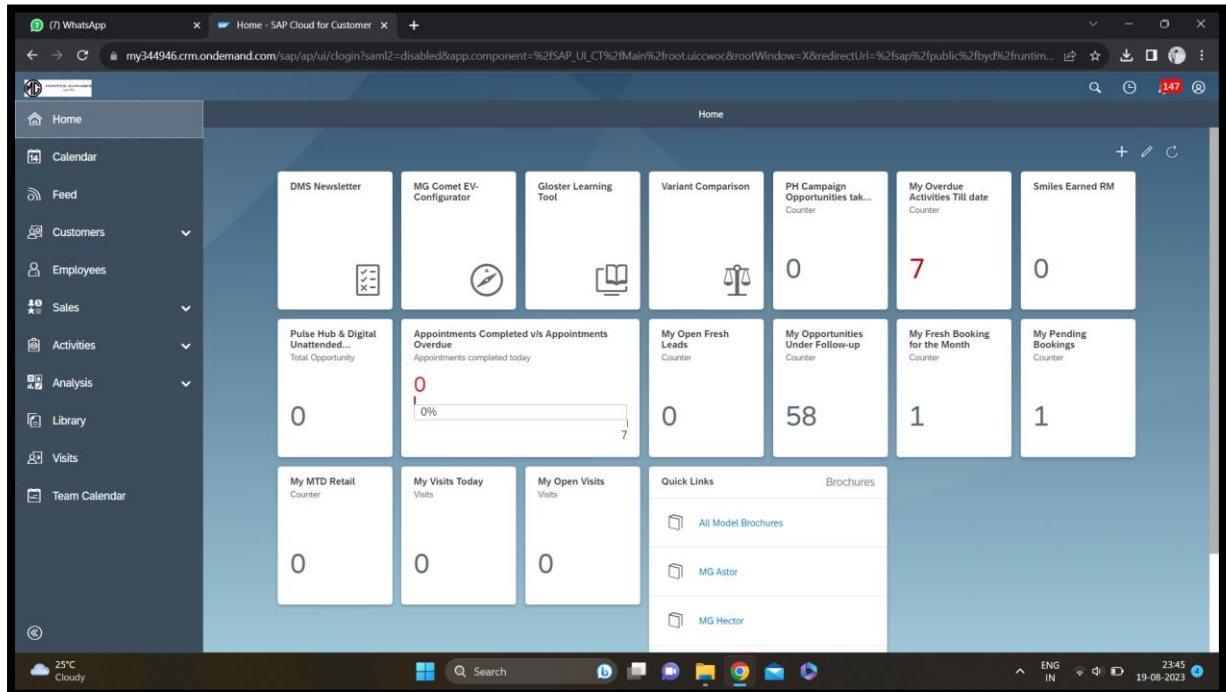 (7) WhatsApp
Home - SAP Cloud for Customer
my344946.crm.ondemand.com/sap/ap/ui/clogin?saml2=disabled&app.component=%2fSAP_UI_CT%2fMain%2froot.uiccwoc&rootWindow=X&redirectUrl=%2fsap%2fpublic%2fbyd%2fruntim...
147
Home
Home
Calendar
Feed
Customers
Employees
Sales
Activities
Analysis
Library
Visits
Team Calendar
DMS Newsletter
MG Comet EV-
Configurator
Gloster Learning
Tool
Variant Comparison
PH Campaign
Opportunities tak...
Counter
0
My Overdue
Activities Till date
Counter
7
Smiles Earned RM
0
Pulse Hub & Digital
Unattended...
Total Opportunity
0
Appointments Completed v/s Appointments
Overdue
Appointments completed today
0
0%
7
My Open Fresh
Leads
Counter
0
My Opportunities
Under Follow-up
Counter
58
My Fresh Booking
for the Month
Counter
1
My Pending
Bookings
Counter
1
My MTD Retail
Counter
0
My Visits Today
Visits
0
My Open Visits
Visits
0
Quick Links
Brochures
All Model Brochures
MG Astor
MG Hector
25°C
Cloudy
Search
ENG
IN
23:45
19-08-2023
4